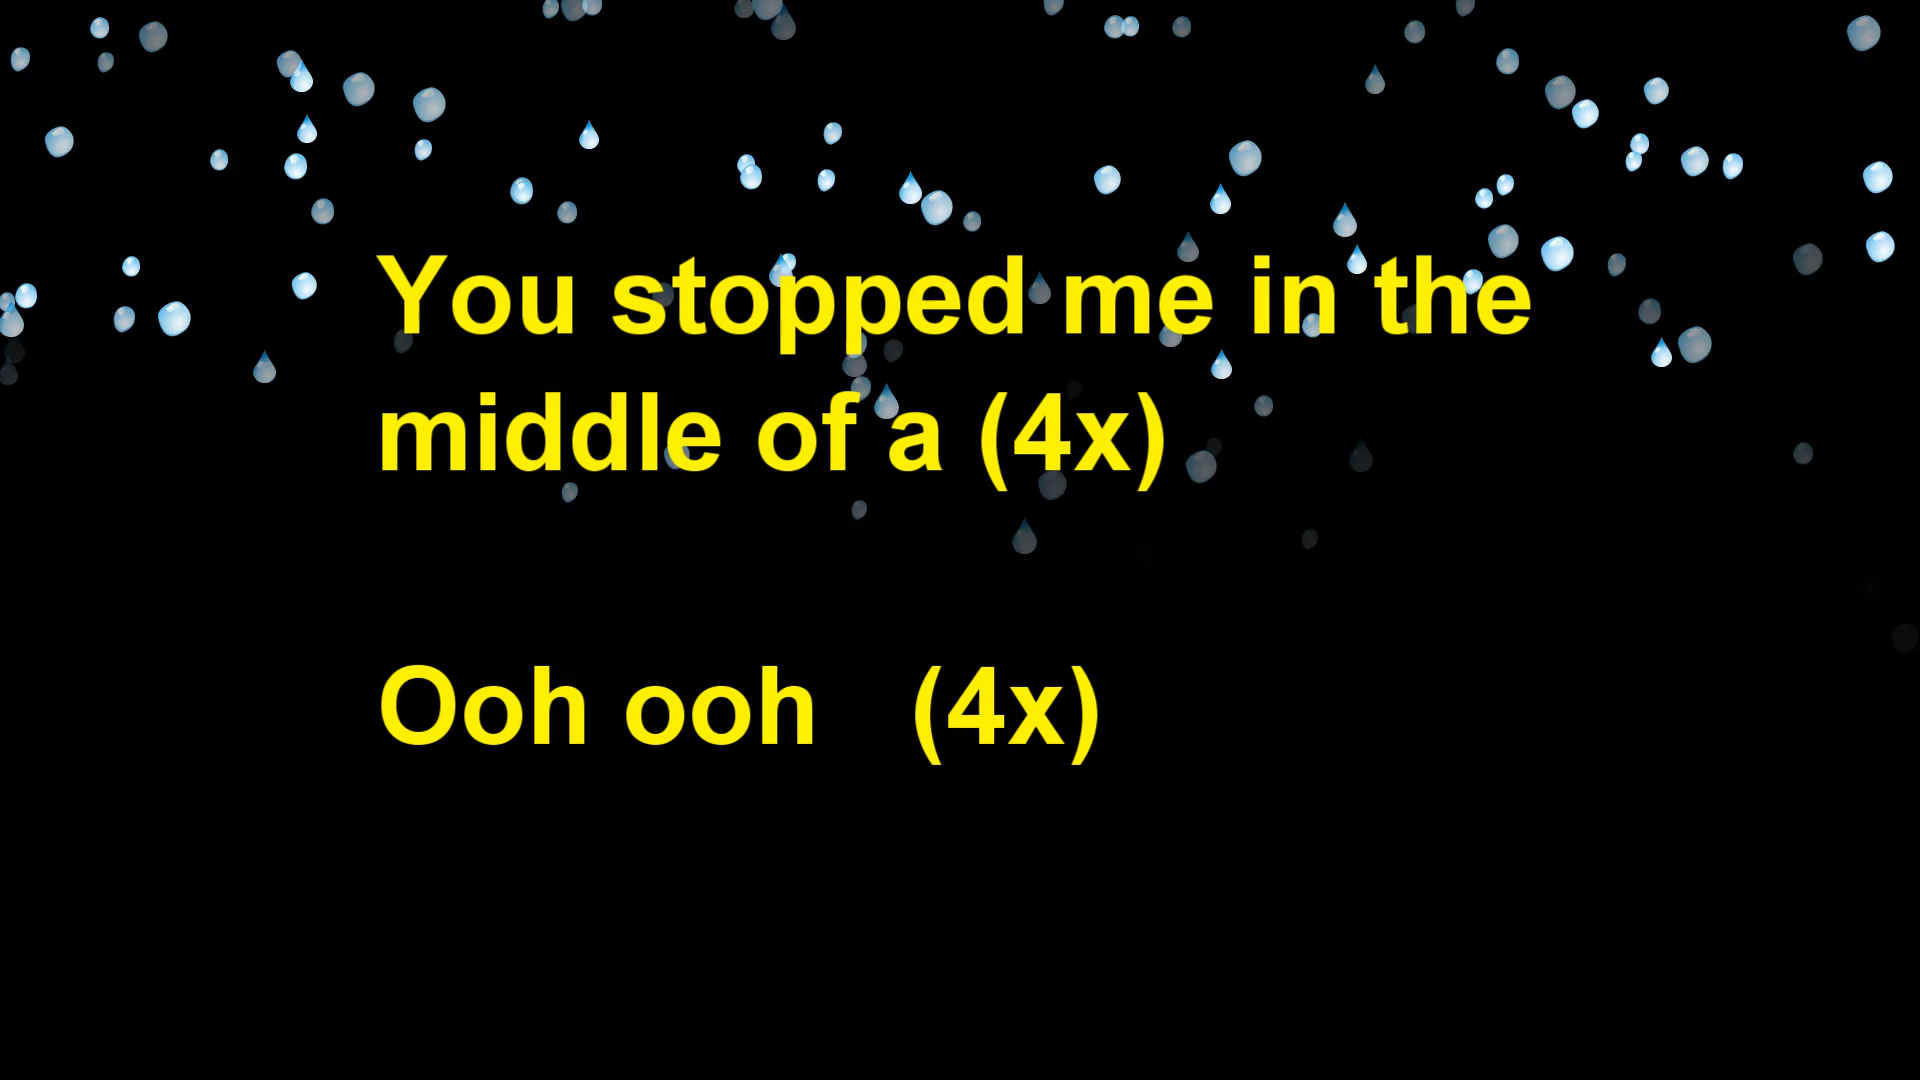 You stopped me in the
middle of a (4x)
Ooh ooh   (4x)